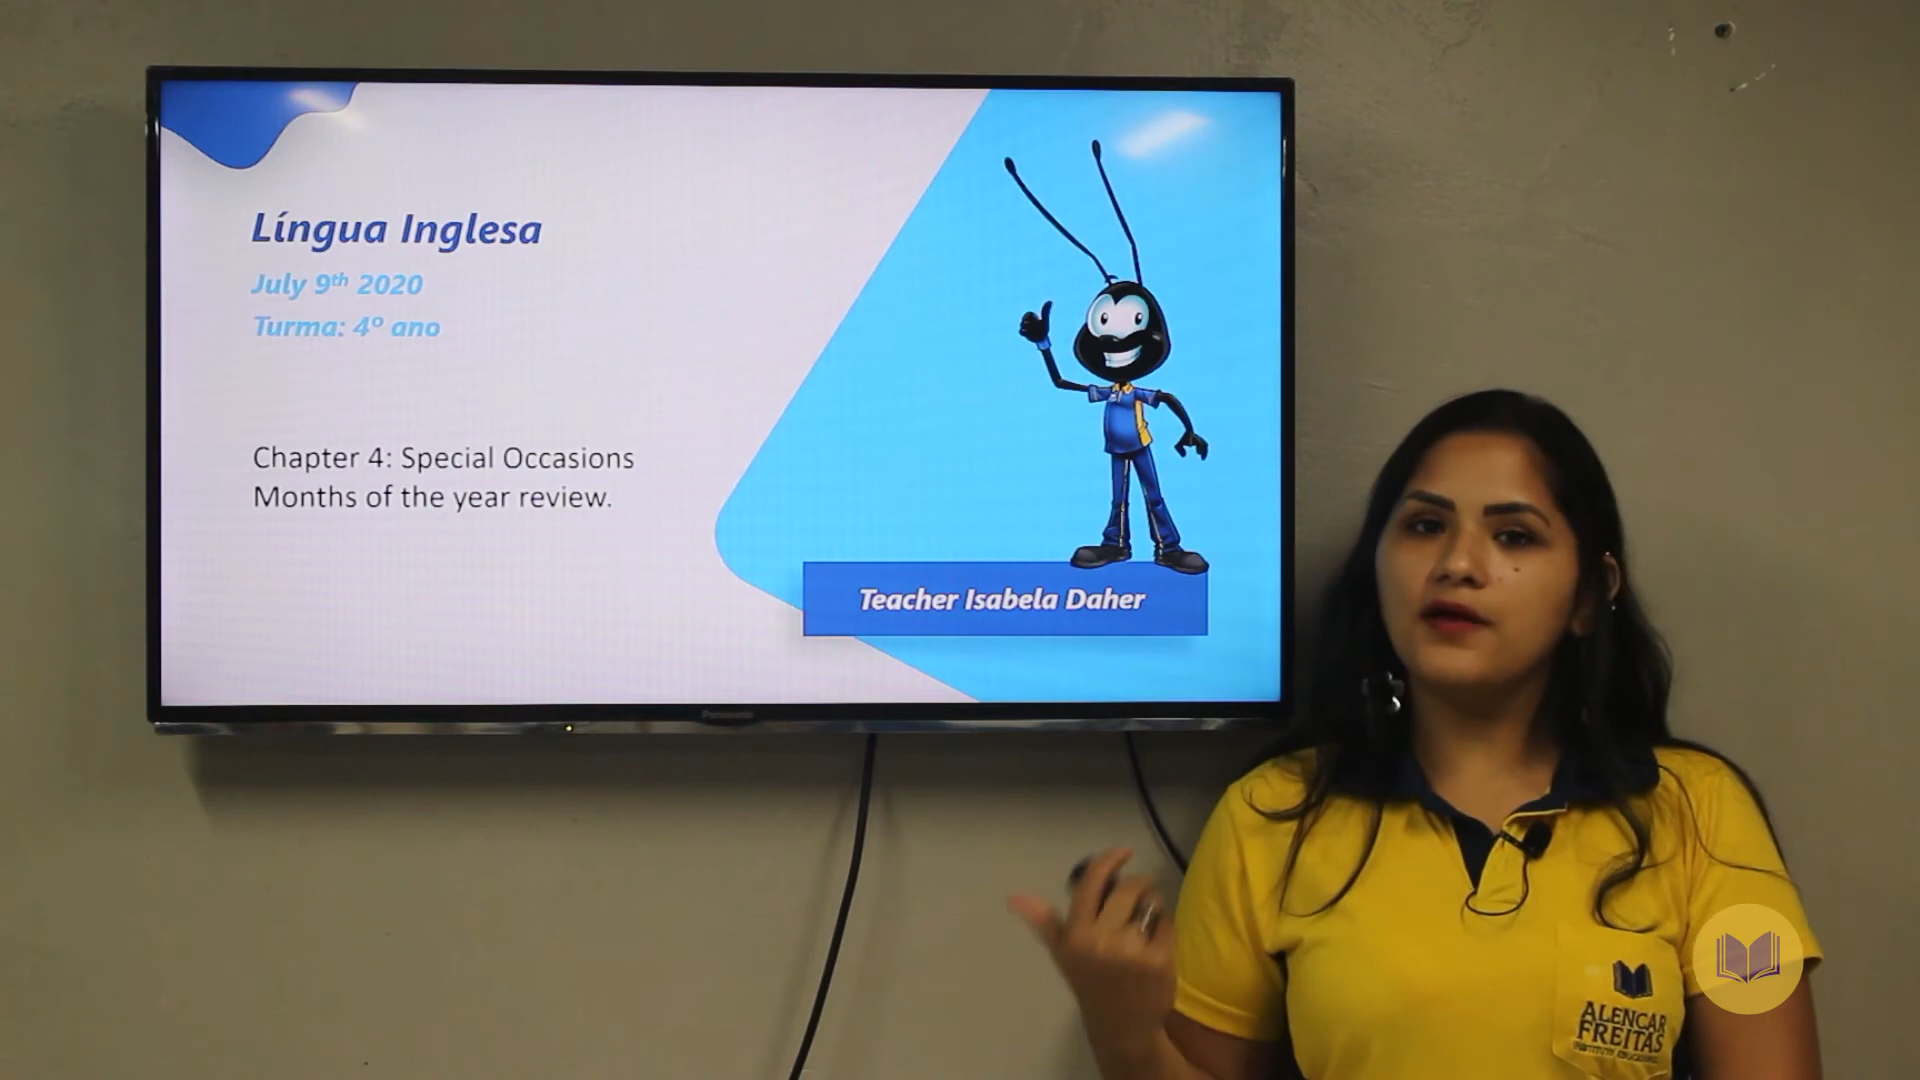 Língua Inglesa
July 9th 2020
Turma: 4º ano
Chapter 4: Special Occasions
Months of the year review.
Teacher Isabela Daher
Panasonic
ALENCAR
FREITAS